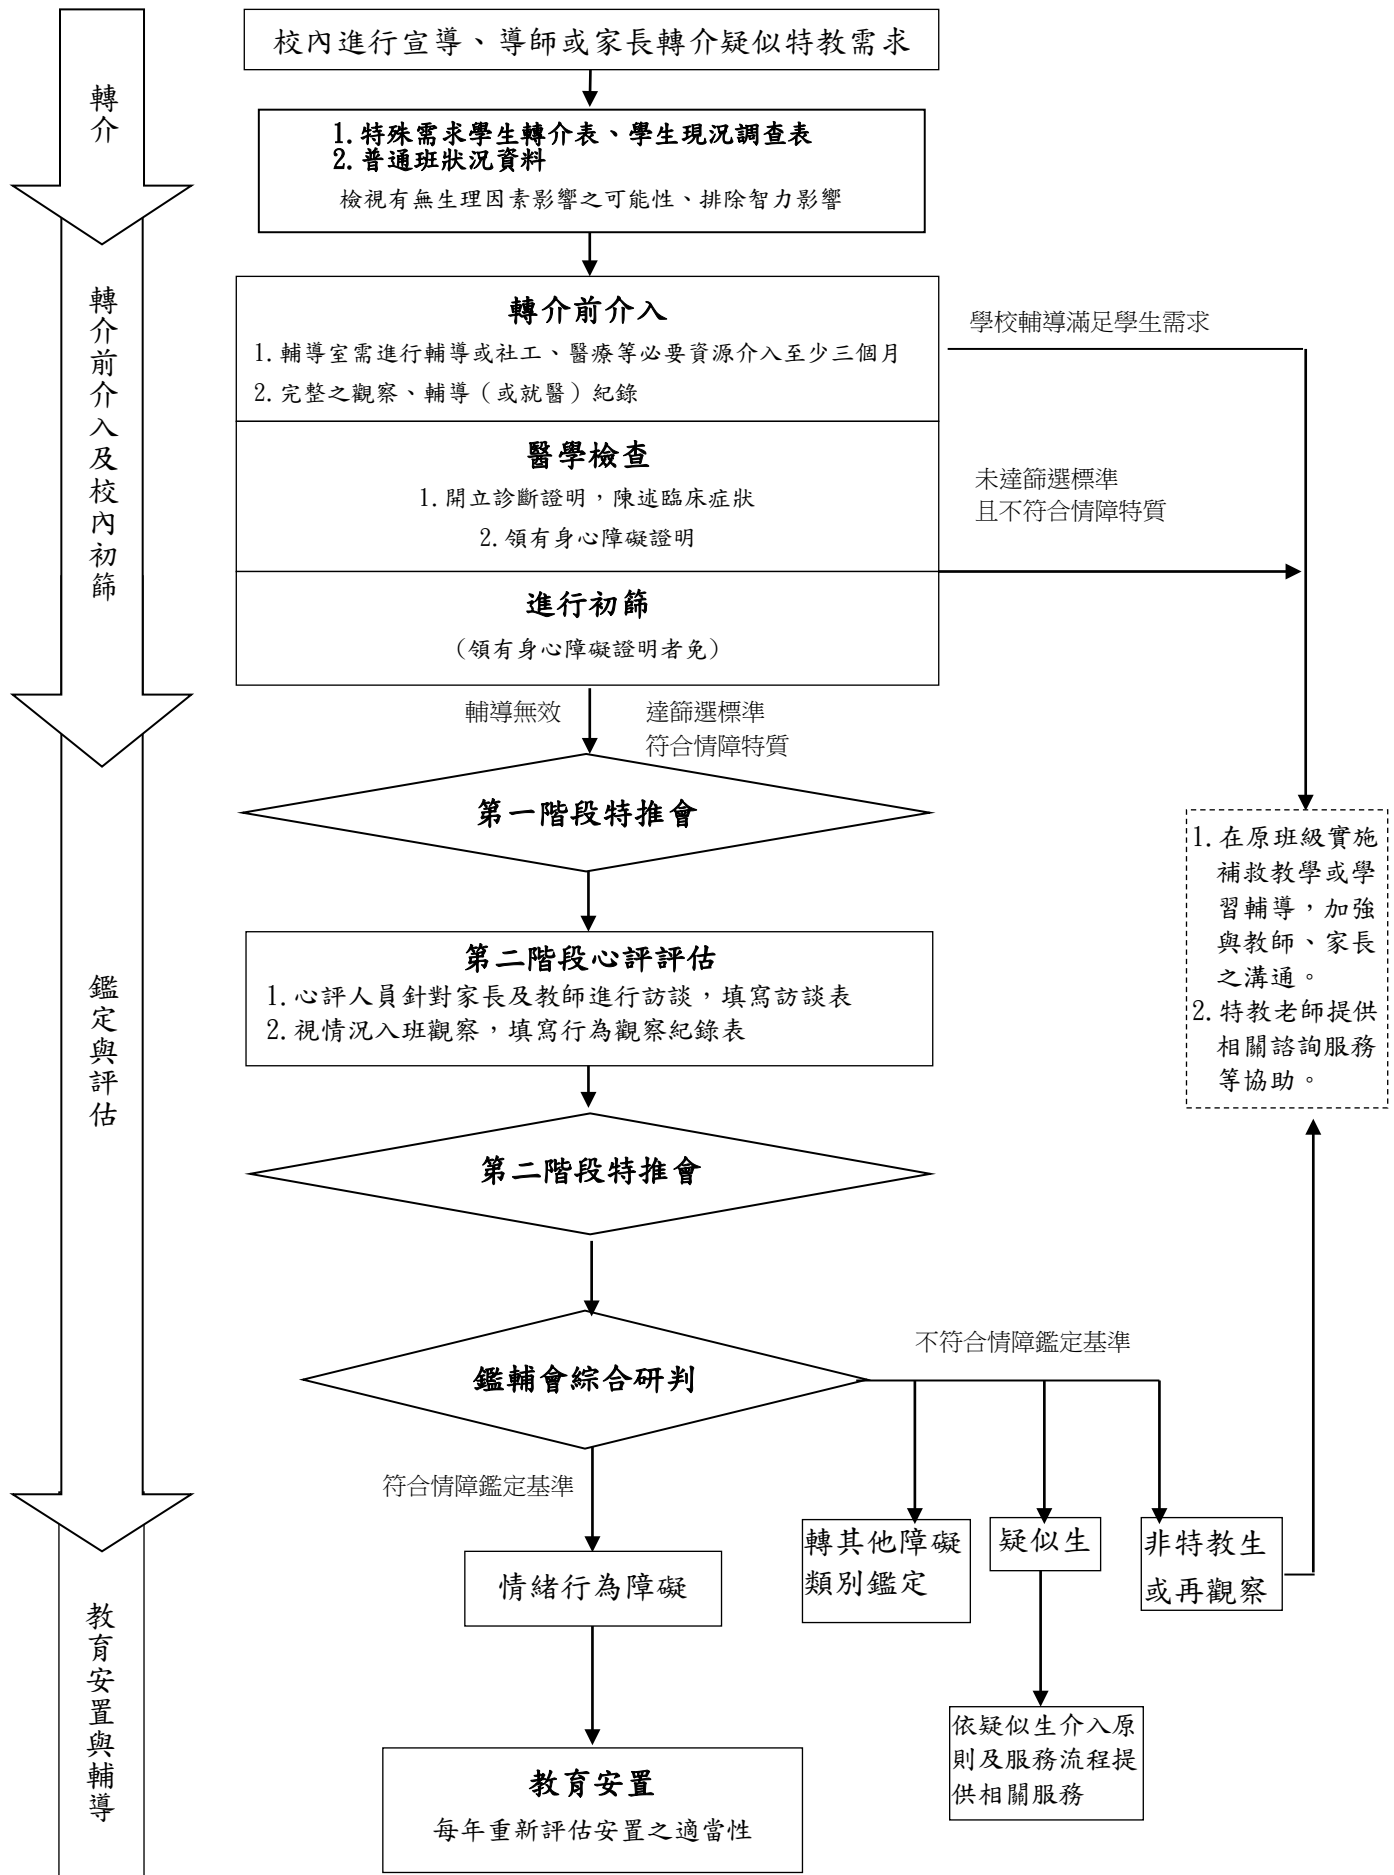 轉介
轉介前介入及校內初篩
鑑定與評估
教育安置與輔導
校內進行宣導、導師或家長轉介疑似特教需求
1. 特殊需求學生轉介表、學生現況調查表
2. 普通班狀況資料
檢視有無生理因素影響之可能性、排除智力影響
轉介前介入
1. 輔導室需進行輔導或社工、醫療等必要資源介入至少三個月
2. 完整之觀察、輔導（或就醫）紀錄
學校輔導滿足學生需求
醫學檢查
1. 開立診斷證明，陳述臨床症狀
2. 領有身心障礙證明
未達篩選標準
且不符合情障特質
進行初篩
（領有身心障礙證明者免）
輔導無效
達篩選標準
符合情障特質
第一階段特推會
1. 在原班級實施
補救教學或學
習輔導，加強
與教師、家長
之溝通。
2. 特教老師提供
相關諮詢服務
等協助。
第二階段心評評估
1. 心評人員針對家長及教師進行訪談，填寫訪談表
2. 視情況入班觀察，填寫行為觀察紀錄表
第二階段特推會
鑑輔會綜合研判
不符合情障鑑定基準
符合情障鑑定基準
轉其他障礙
類別鑑定
疑似生
非特教生
或再觀察
情緒行為障礙
依疑似生介入原
則及服務流程提
供相關服務
教育安置
每年重新評估安置之適當性